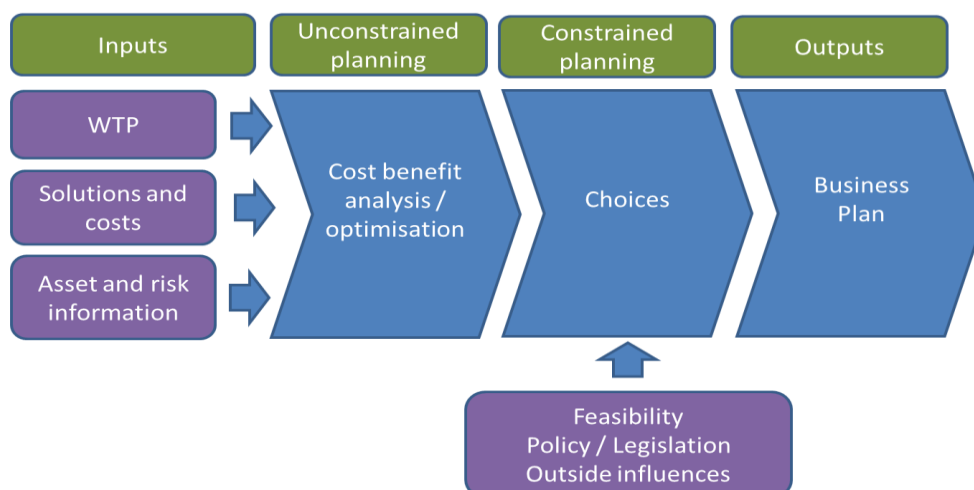 Inputs
Unconstrained
planning
Constrained
planning
Outputs
WTP
Solutions and
costs
Asset and risk
information
Cost benefit
analysis /
optimisation
Choices
Business
Plan
Feasibility
Policy / Legislation
Outside influences